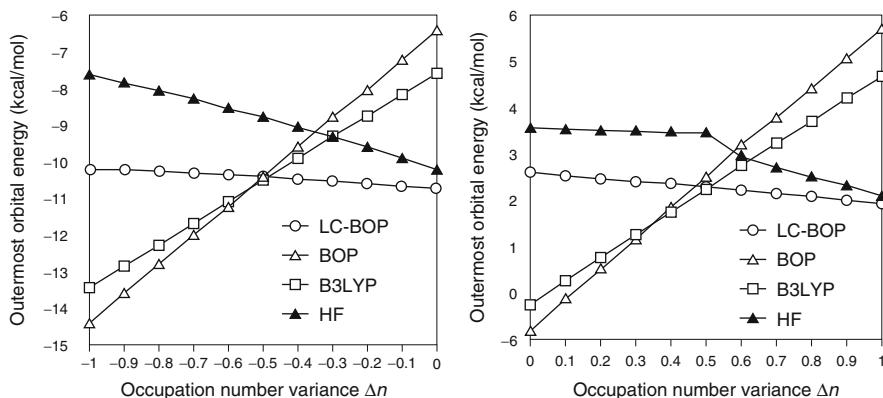 Outermost orbital energy (kcal/mol)
−6
−7
−8
−9
−10
−11
−12
−13
−14
−15
LC-BOP
BOP
B3LYP
HF
−1 −0.9 −0.8 −0.7 −0.6 −0.5 −0.4 −0.3 −0.2 −0.1 0
Occupation number variance Δn
Outermost orbital energy (kcal/mol)
6
5
4
3
2
1
0
−6
LC-BOP
BOP
B3LYP
HF
0 0.1 0.2 0.3 0.4 0.5 0.6 0.7 0.8 0.9 1
Occupation number variance Δn